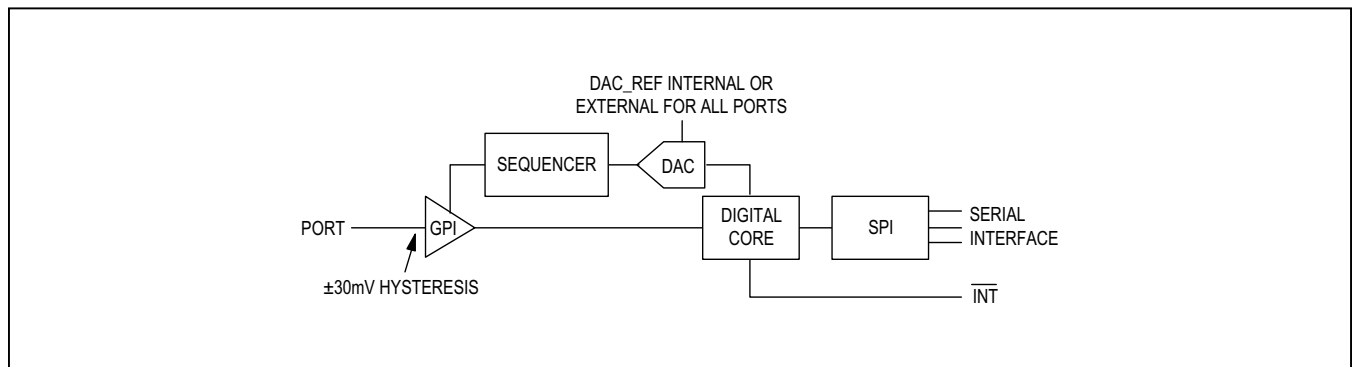 DAC_REF INTERNAL OR
EXTERNAL FOR ALL PORTS
SEQUENCER
DAC
PORT
GPI
DIGITAL
CORE
SPI
SERIAL
INTERFACE
±30mV HYSTERESIS
INT